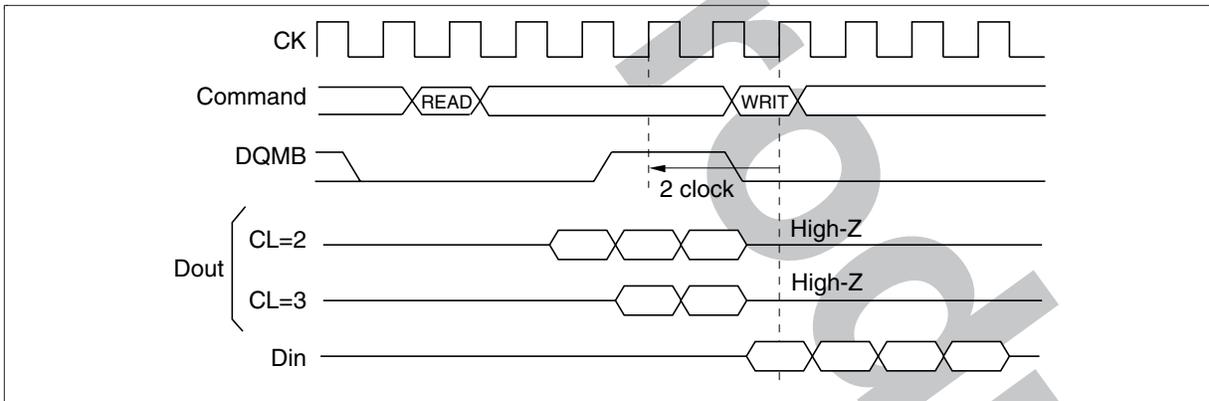 CK
Command
READ
WRIT
DQMB
2 clock
CL=2
High-Z
Dout
CL=3
High-Z
Din